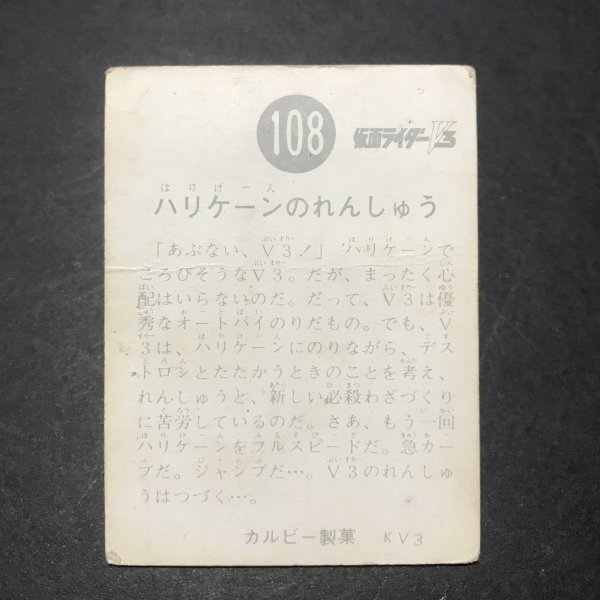 108
仮面ライダーV3
はりけーん
ハリケーンのれんしゅう
「あぶない、V3!」ハリケーンで
ころびそうなV3。だが、まったく心
配はいらないのだ。だって、V3は優
秀なオートバイのりだもの。でも、V
3は、ハリケーンにのりながら、デス
トロンとたたかうときのことを考え、
れんしゅうと、新しい必殺わざづくり
に苦労しているのだ。さあ、もう一回
ハリケーンをフルスピードだ。急カー
ブだ。ジャンプだ…。V3のれんしゅ
うはつづく…。
カルビー製菓 KV3